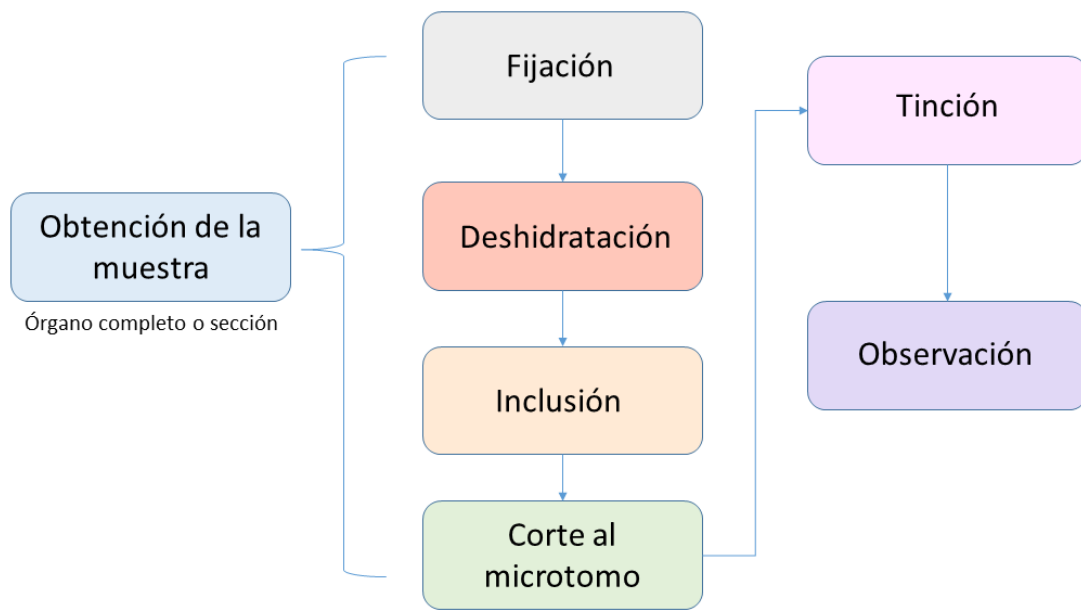 Obtención de la
muestra
Órgano completo o sección
Fijación
Deshidratación
Inclusión
Corte al
microtomo
Tinción
Observación